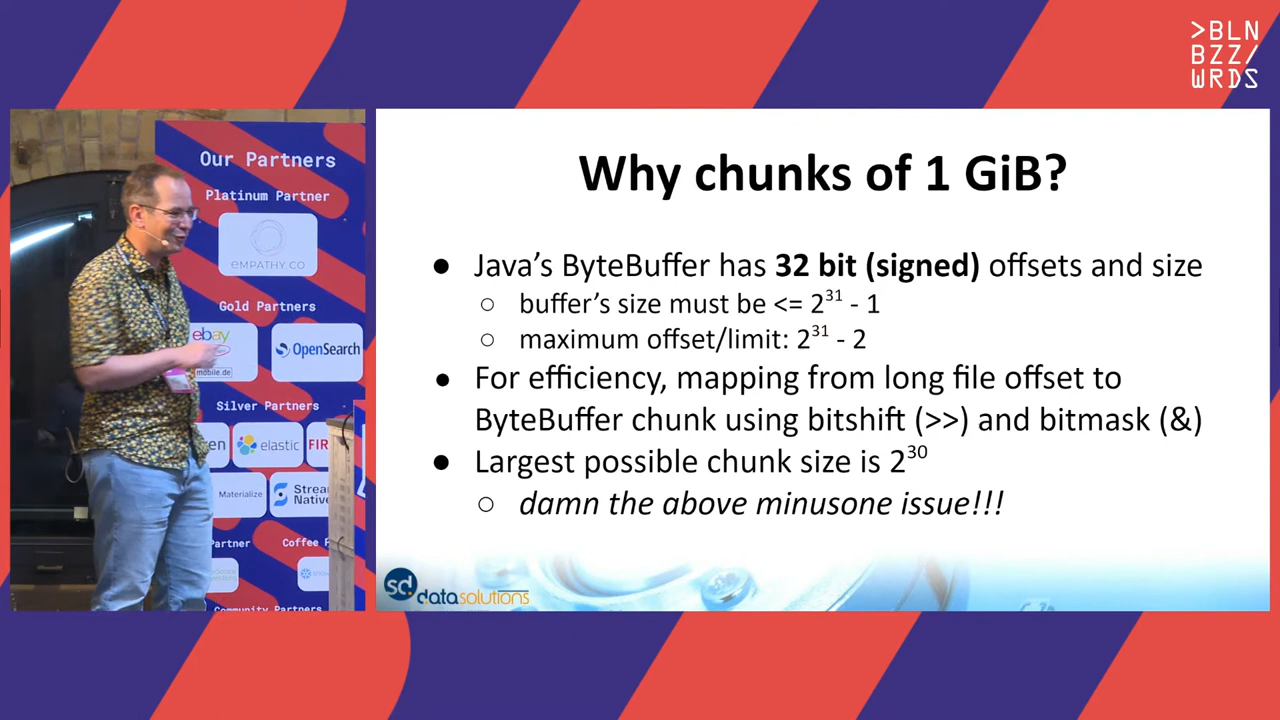 >BLN
BZZ/
WRDS
Our Partners
Platinum Partner
EMPATHY.CO
Gold Partners
ebay
mobile.de
OpenSearch
Silver Partners
elastic
FIR
Materialize
Stream
Native
Partner
Coffee P
Community Partners
Why chunks of 1 GiB?
● Java’s ByteBuffer has 32 bit (signed) offsets and size
○ buffer’s size must be <= 2³¹ - 1
○ maximum offset/limit: 2³¹ - 2
● For efficiency, mapping from long file offset to
ByteBuffer chunk using bitshift (>>) and bitmask (&)
● Largest possible chunk size is 2³⁰
○ damn the above minusone issue!!!
sd.datasolutions